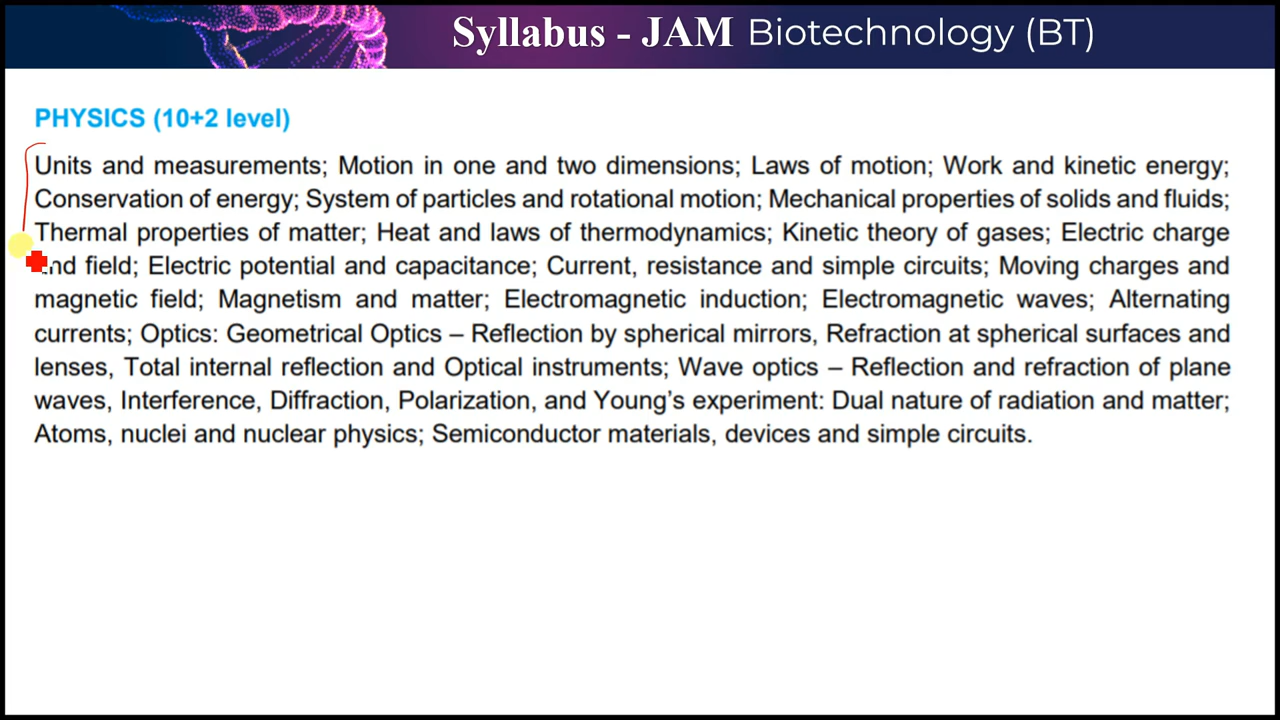 Syllabus - JAM Biotechnology (BT)
PHYSICS (10+2 level)
Units and measurements; Motion in one and two dimensions; Laws of motion; Work and kinetic energy;
Conservation of energy; System of particles and rotational motion; Mechanical properties of solids and fluids;
Thermal properties of matter; Heat and laws of thermodynamics; Kinetic theory of gases; Electric charge
and field; Electric potential and capacitance; Current, resistance and simple circuits; Moving charges and
magnetic field; Magnetism and matter; Electromagnetic induction; Electromagnetic waves; Alternating
currents; Optics: Geometrical Optics – Reflection by spherical mirrors, Refraction at spherical surfaces and
lenses, Total internal reflection and Optical instruments; Wave optics – Reflection and refraction of plane
waves, Interference, Diffraction, Polarization, and Young's experiment: Dual nature of radiation and matter;
Atoms, nuclei and nuclear physics; Semiconductor materials, devices and simple circuits.